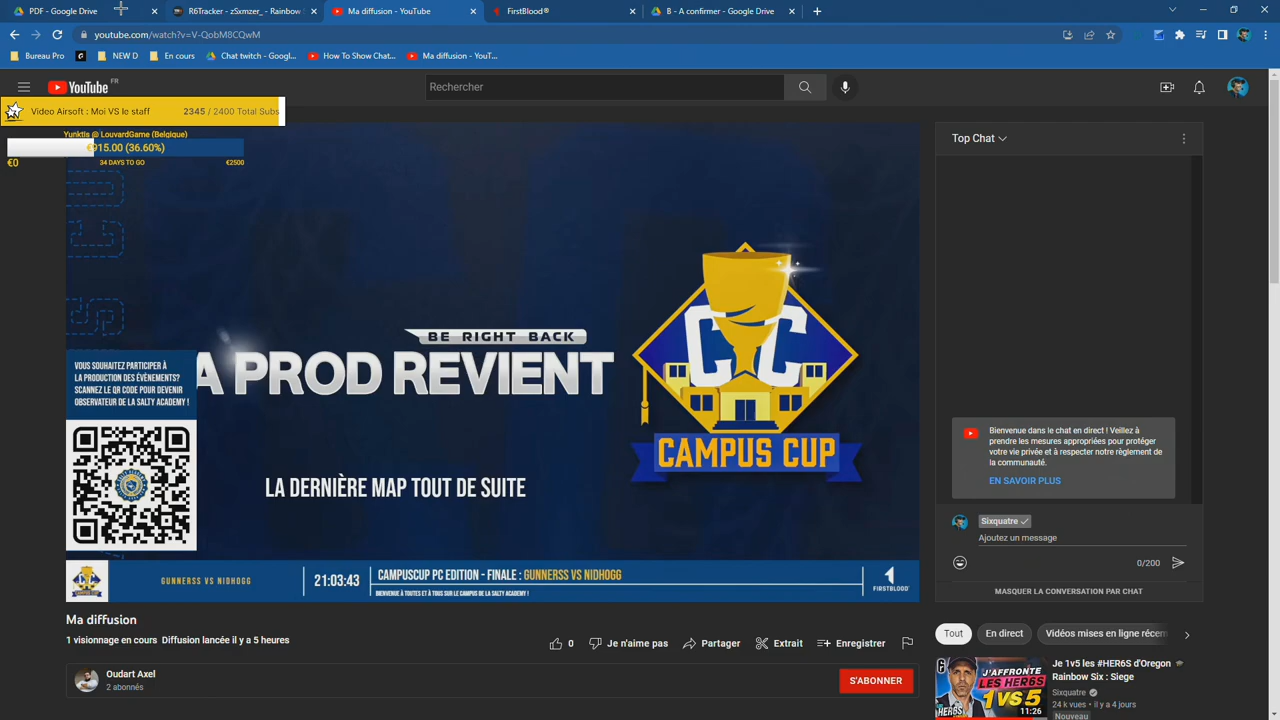 PDF - Google Drive
R6Tracker - zSxmzer_ - Rainbow S
Ma diffusion - YouTube
FirstBlood®
B - A confirmer - Google Drive
youtube.com/watch?v=V-QobM8CQwM
Bureau Pro
NEW D
En cours
Chat twitch - Googl...
How To Show Chat...
Ma diffusion - YouT...
YouTube FR
Rechercher
Video Airsoft : Moi VS le staff 2345 / 2400 Total Subs
Yunktis @ LouvardGame (Belgique)
€915.00 (36.60%)
€0 34 DAYS TO GO €2500
Top Chat
BE RIGHT BACK
A PROD REVIENT
VOUS SOUHAITEZ PARTICIPER À
LA PRODUCTION DES ÉVÈNEMENTS?
SCANNEZ LE QR CODE POUR DEVENIR
OBSERVATEUR DE LA SALTY ACADEMY !
CC
CAMPUS CUP
LA DERNIÈRE MAP TOUT DE SUITE
GUNNERSS VS NIDHOGG
21:03:43
CAMPUSCUP PC EDITION - FINALE : GUNNERSS VS NIDHOGG
BIENVENUE À TOUTES ET À TOUS SUR LE CAMPUS DE LA SALTY ACADEMY !
FIRSTBLOOD
Bienvenue dans le chat en direct ! Veillez à
prendre les mesures appropriées pour protéger
votre vie privée et à respecter notre règlement de
la communauté.
EN SAVOIR PLUS
Sixquatre
Ajoutez un message
0/200
MASQUER LA CONVERSATION PAR CHAT
Ma diffusion
1 visionnage en cours Diffusion lancée il y a 5 heures
0 Je n'aime pas Partager Extrait Enregistrer
Oudart Axel
2 abonnés
S'ABONNER
Tout En direct Vidéos mises en ligne récem
J'AFFRONTE
LES HER6S
1 VS 5
11:26
Je 1v5 les #HER6S d'Oregon
Rainbow Six : Siege
Sixquatre
24 k vues • il y a 4 jours
Nouveau